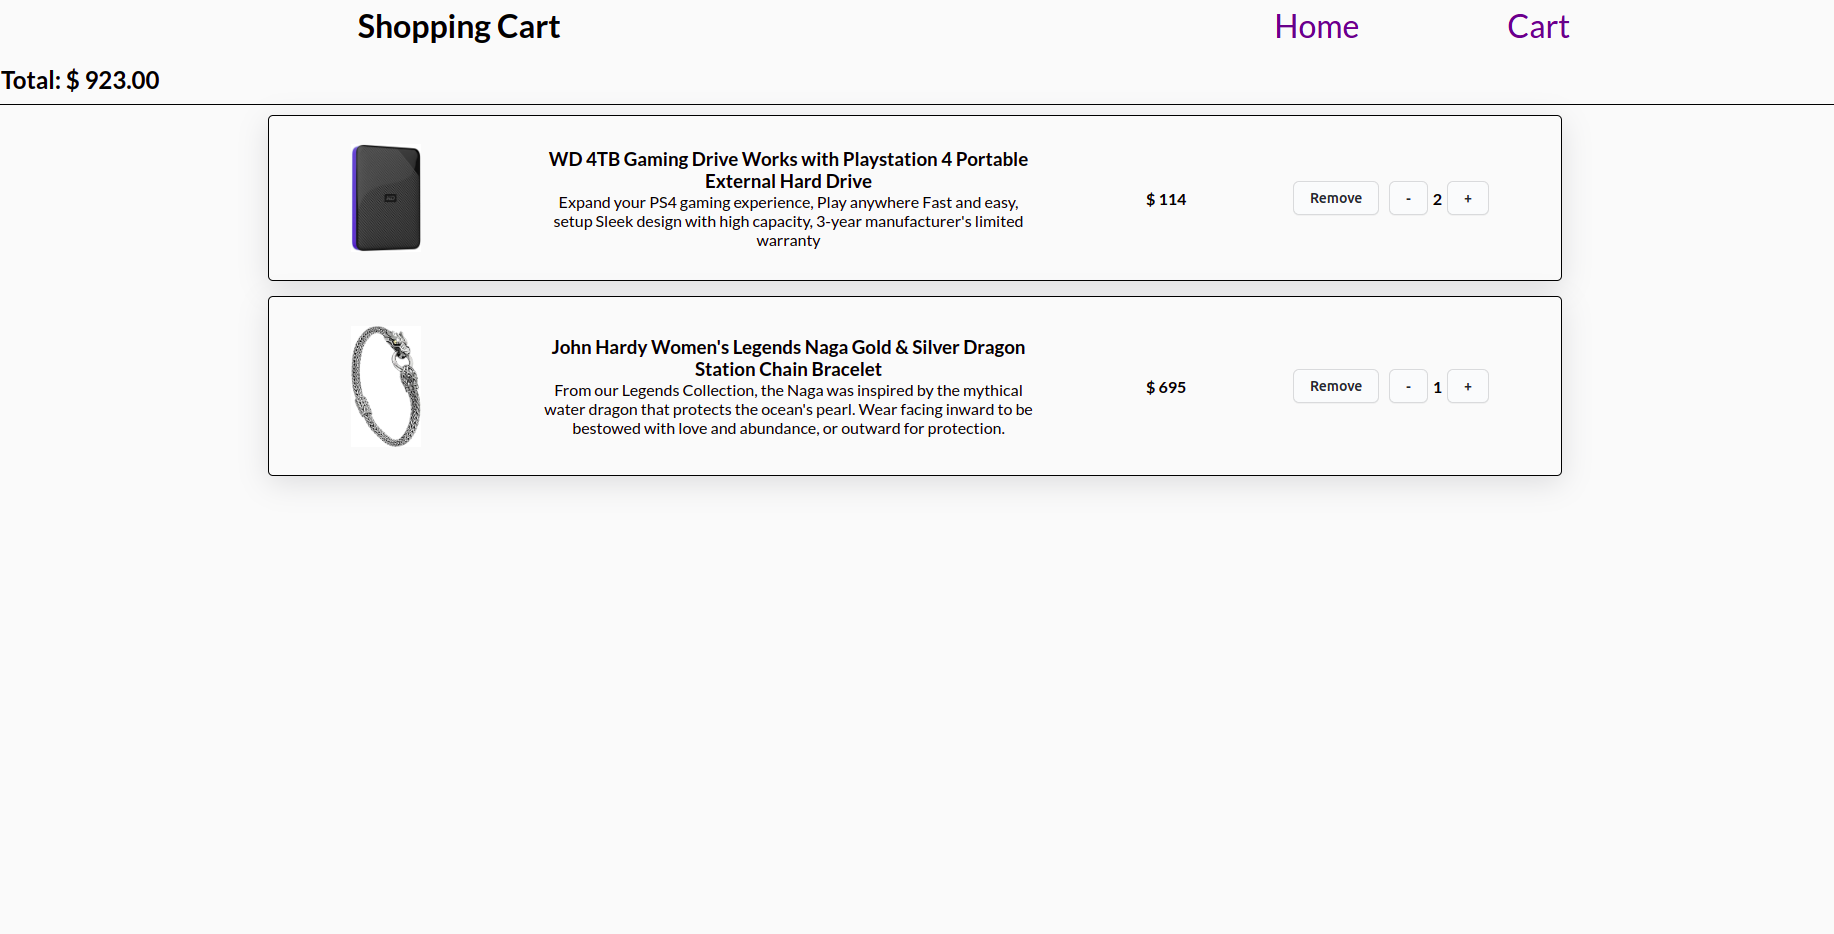 Shopping Cart Home Cart
Total: $ 923.00
WD 4TB Gaming Drive Works with Playstation 4 Portable
External Hard Drive
Expand your PS4 gaming experience, Play anywhere Fast and easy,
setup Sleek design with high capacity, 3-year manufacturer's limited
warranty
$ 114
Remove - 2 +
John Hardy Women's Legends Naga Gold & Silver Dragon
Station Chain Bracelet
From our Legends Collection, the Naga was inspired by the mythical
water dragon that protects the ocean's pearl. Wear facing inward to be
bestowed with love and abundance, or outward for protection.
$ 695
Remove - 1 +